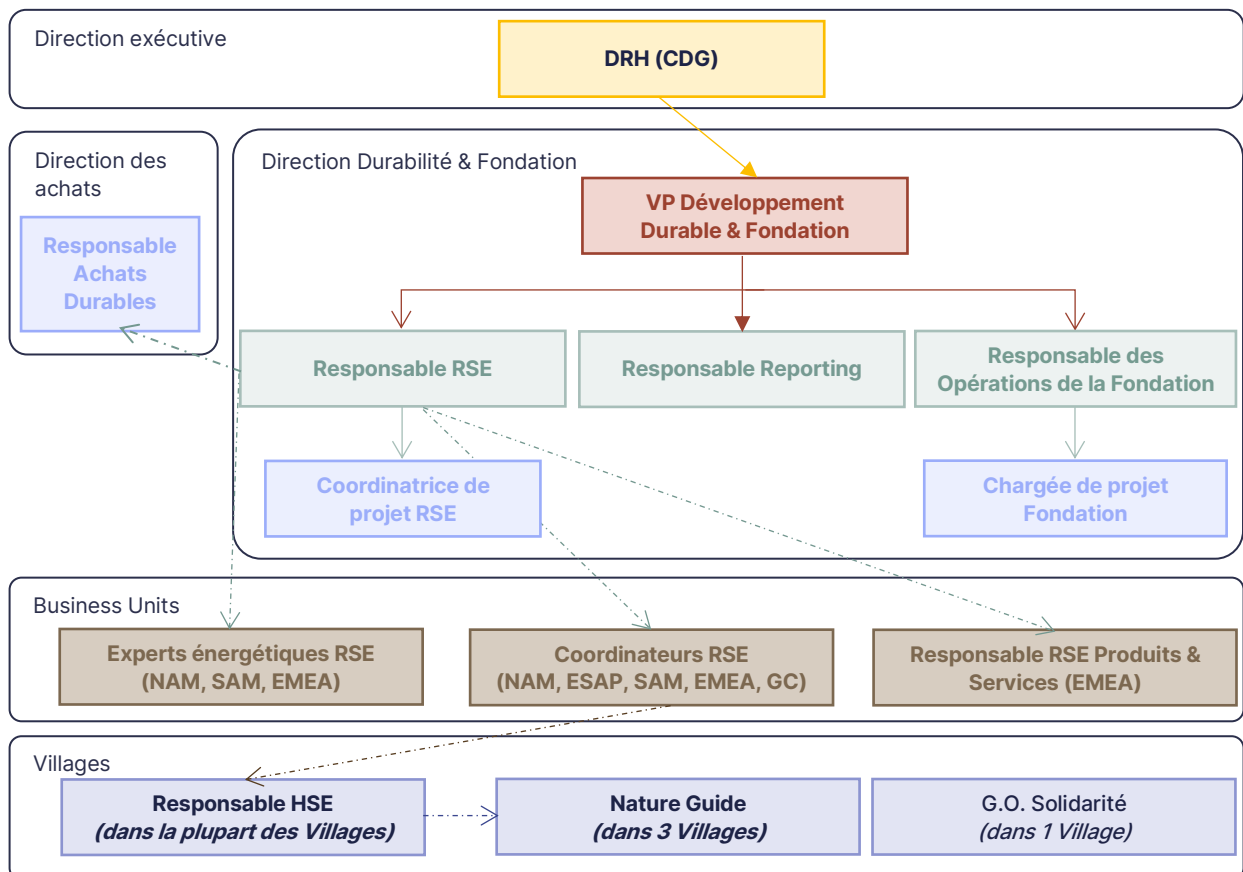 Direction exécutive
DRH (CDG)
Direction des
achats
Responsable
Achats
Durables
Direction Durabilité & Fondation
VP Développement
Durable & Fondation
Responsable RSE
Responsable Reporting
Responsable des
Opérations de la Fondation
Coordinatrice de
projet RSE
Chargée de projet
Fondation
Business Units
Experts énergétiques RSE
(NAM, SAM, EMEA)
Coordinateurs RSE
(NAM, ESAP, SAM, EMEA, GC)
Responsable RSE Produits &
Services (EMEA)
Villages
Responsable HSE
(dans la plupart des Villages)
Nature Guide
(dans 3 Villages)
G.O. Solidarité
(dans 1 Village)